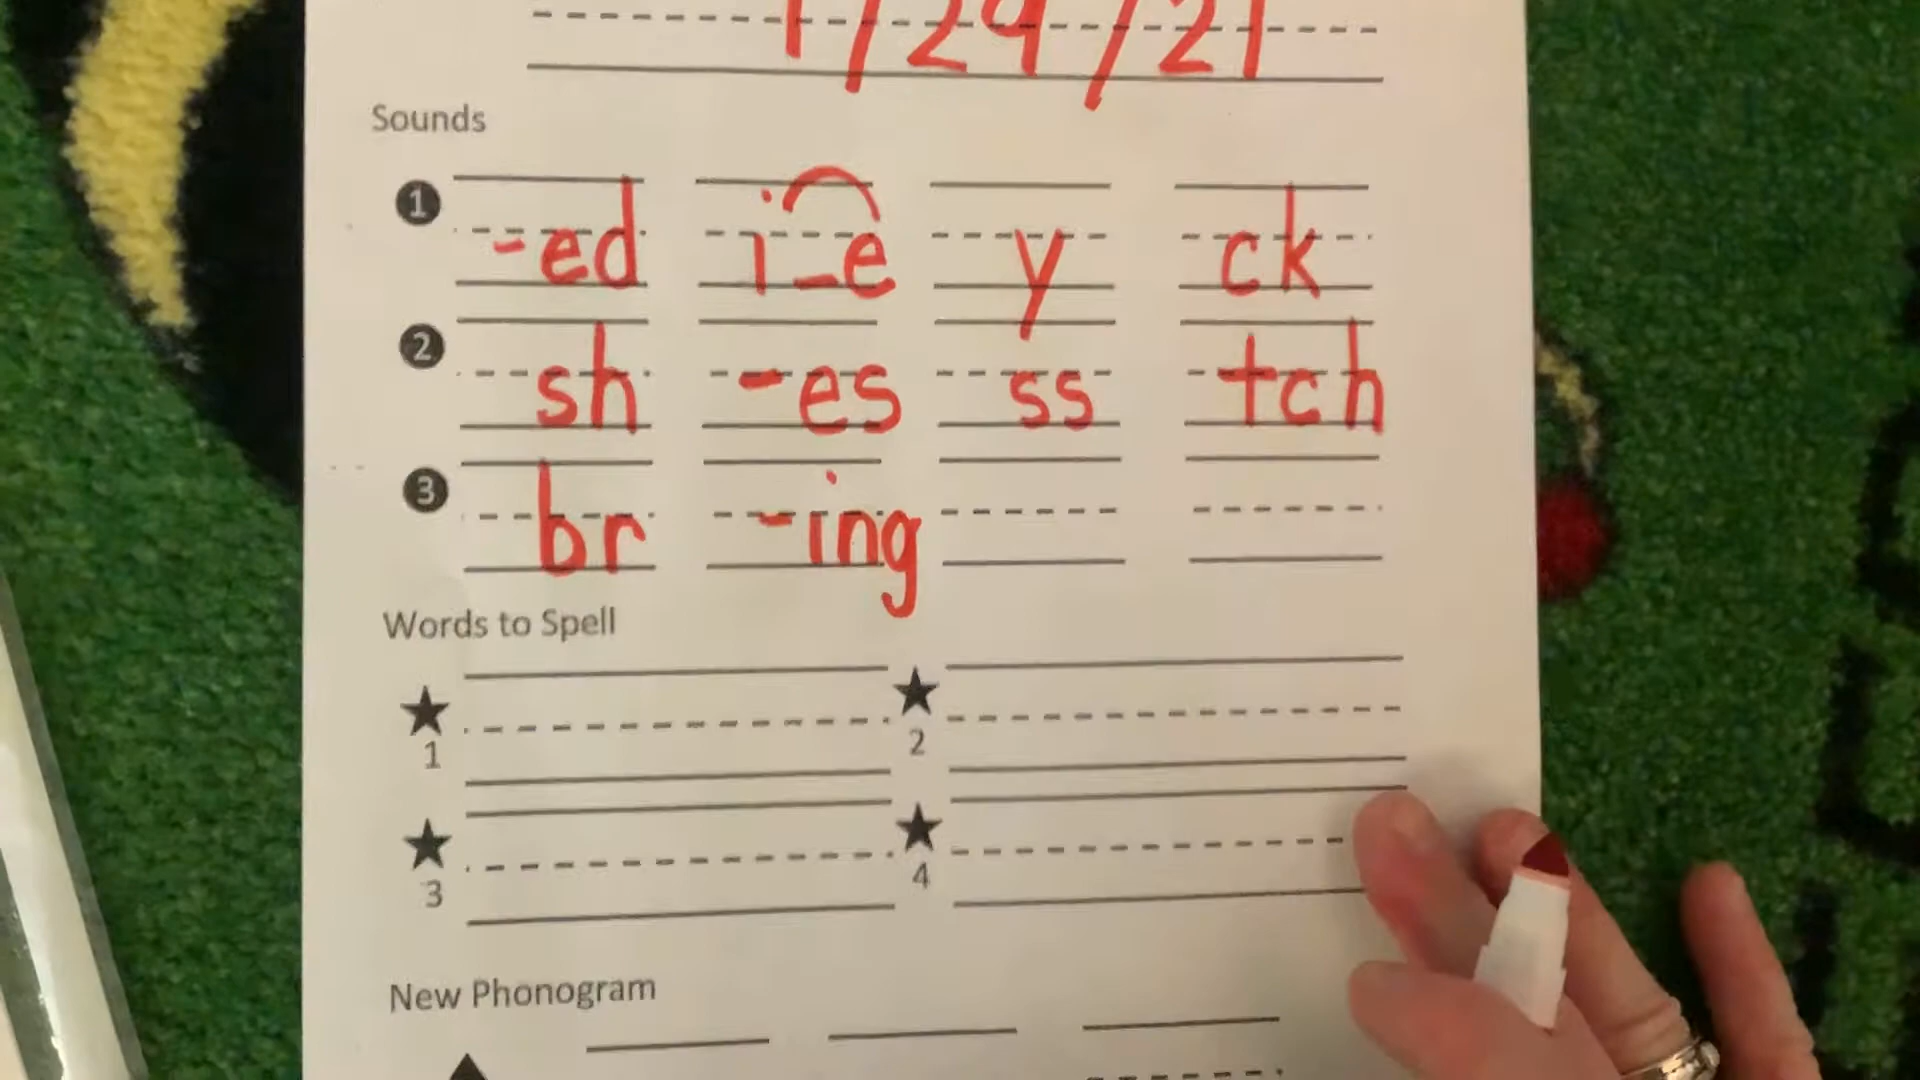 1/29/21
Sounds
1 -ed i_e y ck
2 sh -es ss tch
3 br -ing
Words to Spell
1 2
3 4
New Phonogram